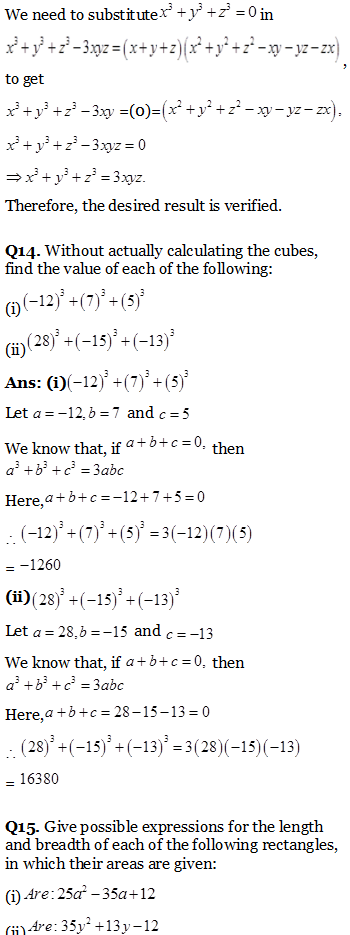 We need to substitute x³ + y³ + z³ = 0 in
x³ + y³ + z³ − 3xyz = (x + y + z)(x² + y² + z² − xy − yz − zx),
to get
x³ + y³ + z³ − 3xy = (0) = (x² + y² + z² − xy − yz − zx),
x³ + y³ + z³ − 3xyz = 0
⇒ x³ + y³ + z³ = 3xyz.
Therefore, the desired result is verified.
Q14. Without actually calculating the cubes,
find the value of each of the following:
(i) (−12)³ + (7)³ + (5)³
(ii) (28)³ + (−15)³ + (−13)³
Ans: (i) (−12)³ + (7)³ + (5)³
Let a = −12, b = 7 and c = 5
We know that, if a + b + c = 0, then
a³ + b³ + c³ = 3abc
Here, a + b + c = −12 + 7 + 5 = 0
∴ (−12)³ + (7)³ + (5)³ = 3(−12)(7)(5)
= −1260
(ii) (28)³ + (−15)³ + (−13)³
Let a = 28, b = −15 and c = −13
We know that, if a + b + c = 0, then
a³ + b³ + c³ = 3abc
Here, a + b + c = 28 − 15 − 13 = 0
∴ (28)³ + (−15)³ + (−13)³ = 3(28)(−15)(−13)
= 16380
Q15. Give possible expressions for the length
and breadth of each of the following rectangles,
in which their areas are given:
(i) Are: 25a² − 35a + 12
(ii) Are: 35y² + 13y − 12